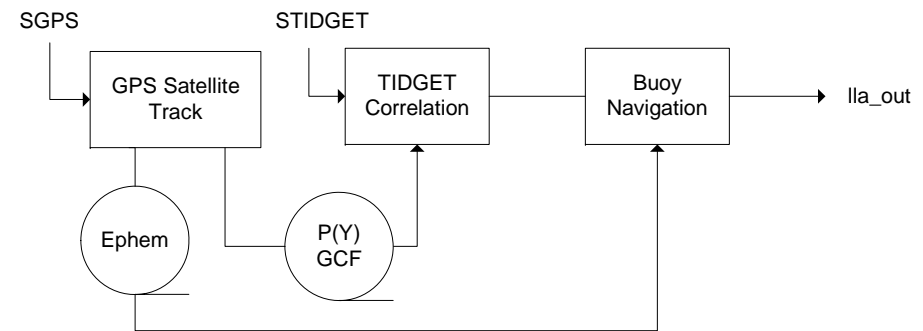 SGPS
STIDGET
GPS Satellite
Track
TIDGET
Correlation
Buoy
Navigation
lla_out
Ephem
P(Y)
GCF